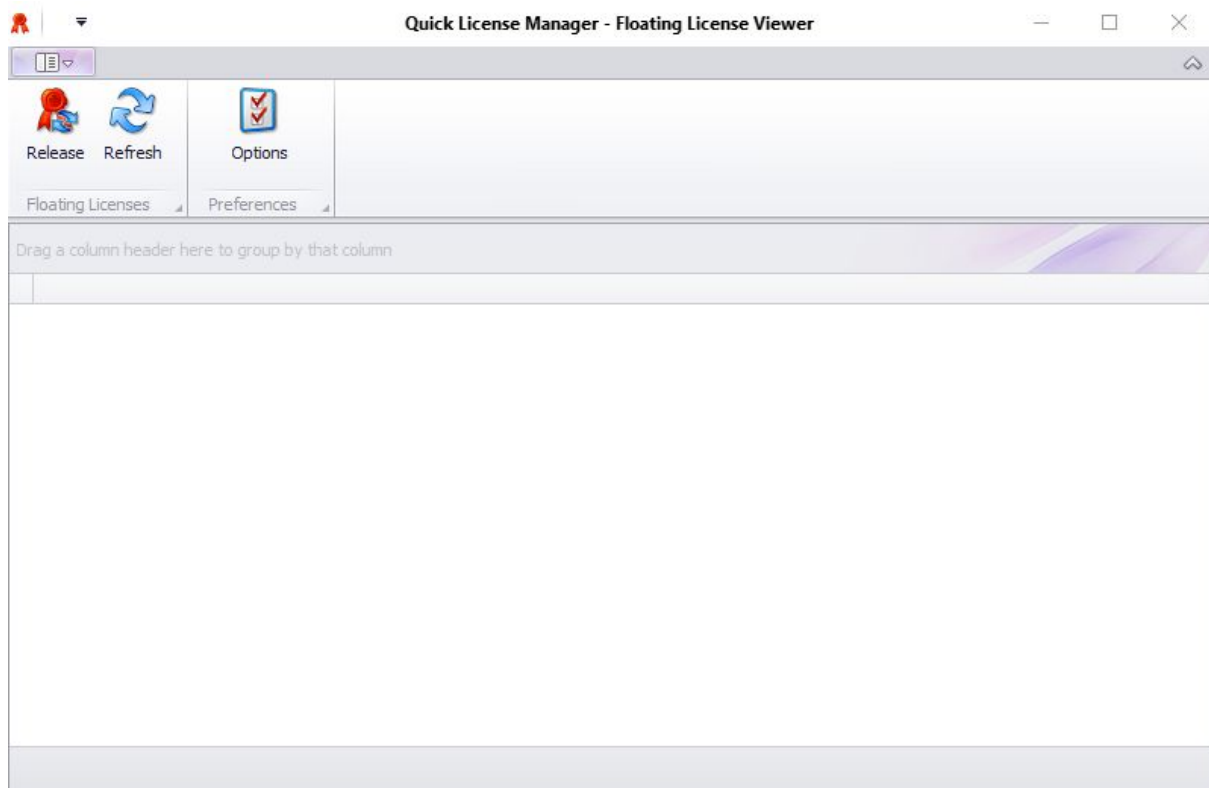 Quick License Manager - Floating License Viewer
Release Refresh Options
Floating Licenses Preferences
Drag a column header here to group by that column